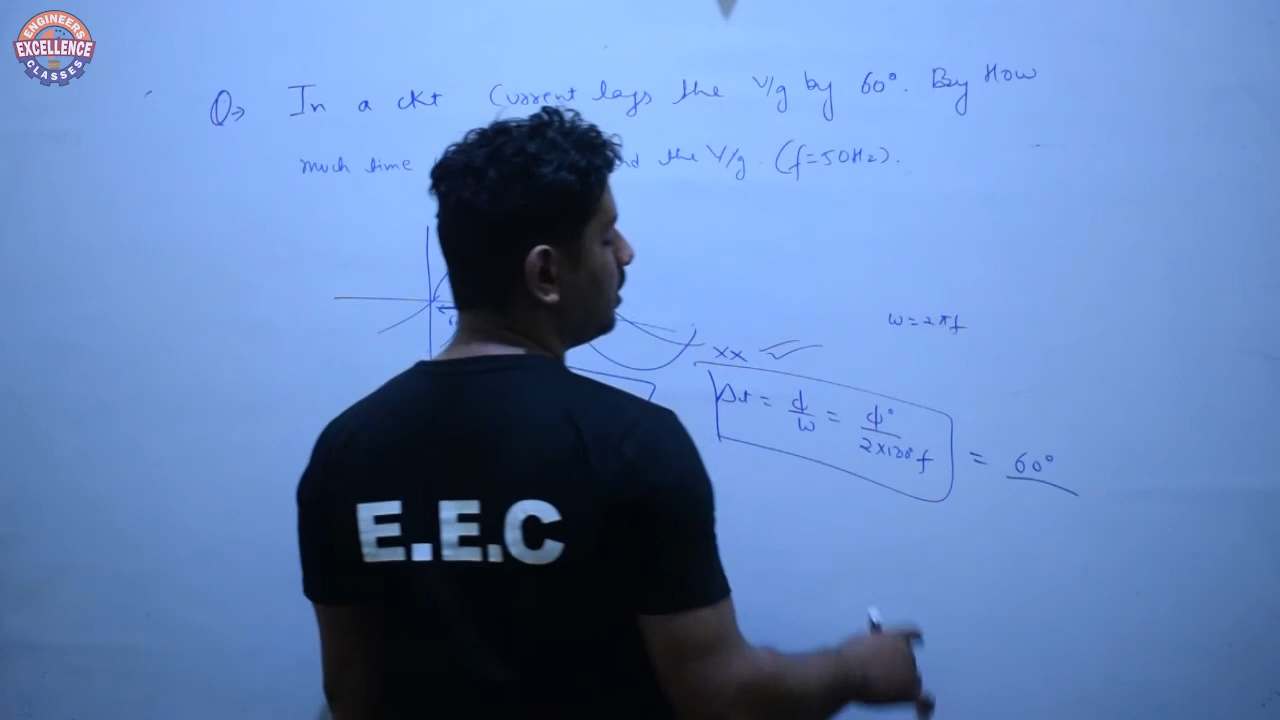 ENGINEERS
EXCELLENCE
CLASSES
Q→ In a ckt Current lags the V/g by 60°. By How
much time the V/g. (f=50Hz).
ω=2πf
XX
Δt = ϕ/ω = ϕ°/2×180°f = 60°
E.E.C